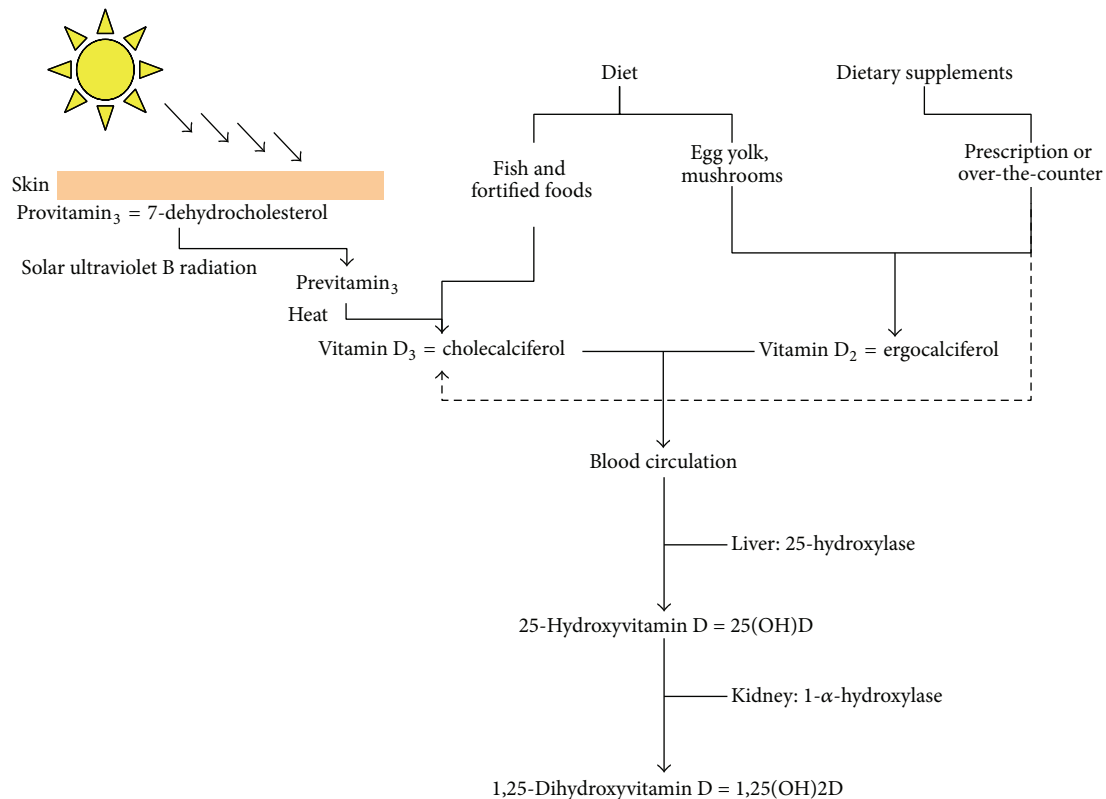 Diet
Dietary supplements
Fish and
fortified foods
Egg yolk,
mushrooms
Prescription or
over-the-counter
Skin
Provitamin₃ = 7-dehydrocholesterol
Solar ultraviolet B radiation
Previtamin₃
Heat
Vitamin D₃ = cholecalciferol
Vitamin D₂ = ergocalciferol
Blood circulation
Liver: 25-hydroxylase
25-Hydroxyvitamin D = 25(OH)D
Kidney: 1-α-hydroxylase
1,25-Dihydroxyvitamin D = 1,25(OH)2D